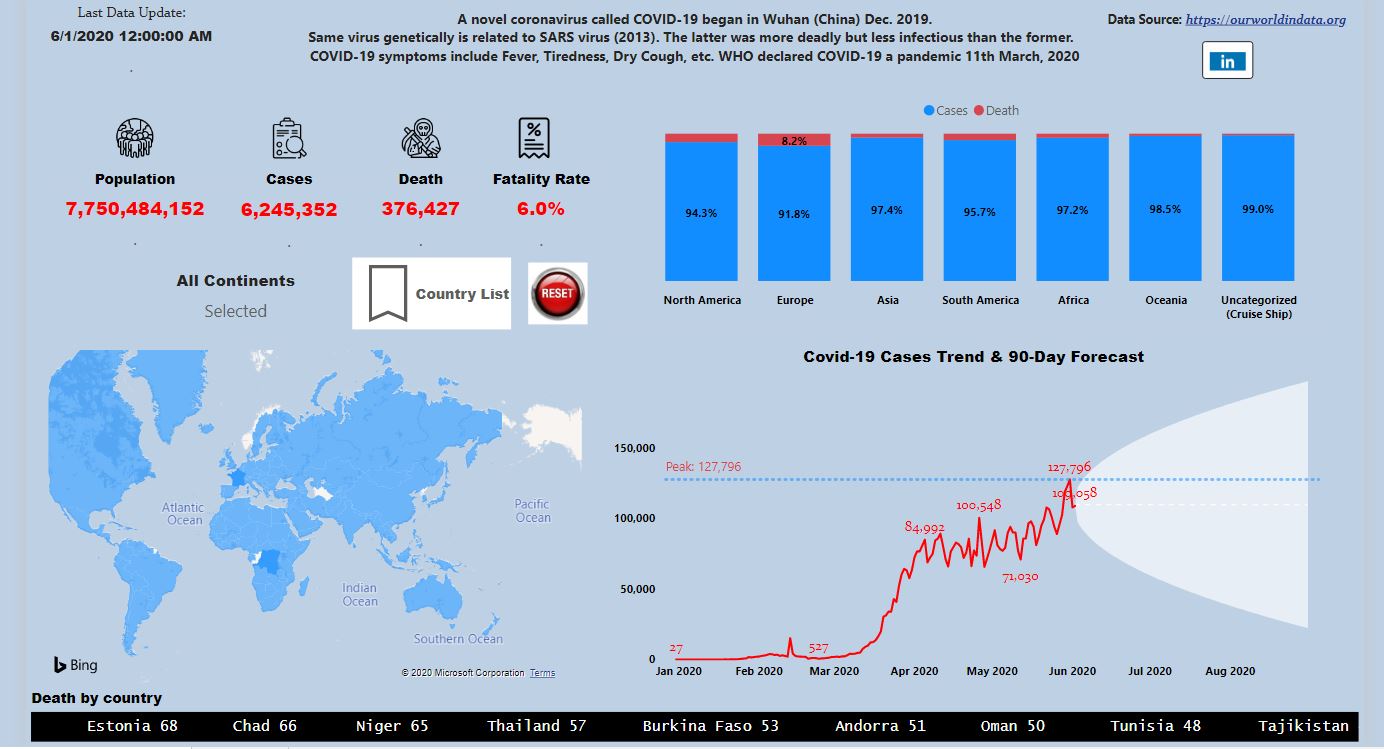 Last Data Update:
6/1/2020 12:00:00 AM
A novel coronavirus called COVID-19 began in Wuhan (China) Dec. 2019.
Same virus genetically is related to SARS virus (2013). The latter was more deadly but less infectious than the former.
COVID-19 symptoms include Fever, Tiredness, Dry Cough, etc. WHO declared COVID-19 a pandemic 11th March, 2020
Data Source: https://ourworldindata.org
in
Population
7,750,484,152
Cases
6,245,352
Death
376,427
%
Fatality Rate
6.0%
All Continents
Selected
Country List
RESET
Cases Death
8.2%
94.3% 91.8% 97.4% 95.7% 97.2% 98.5% 99.0%
North America Europe Asia South America Africa Oceania Uncategorized
(Cruise Ship)
Atlantic
Ocean
Pacific
Ocean
Indian
Ocean
Southern Ocean
Bing
© 2020 Microsoft Corporation Terms
Covid-19 Cases Trend & 90-Day Forecast
150,000
Peak: 127,796
127,796
109,058
100,548
100,000
84,992
71,030
50,000
27
527
0
Jan 2020 Feb 2020 Mar 2020 Apr 2020 May 2020 Jun 2020 Jul 2020 Aug 2020
Death by country
Estonia 68 Chad 66 Niger 65 Thailand 57 Burkina Faso 53 Andorra 51 Oman 50 Tunisia 48 Tajikistan